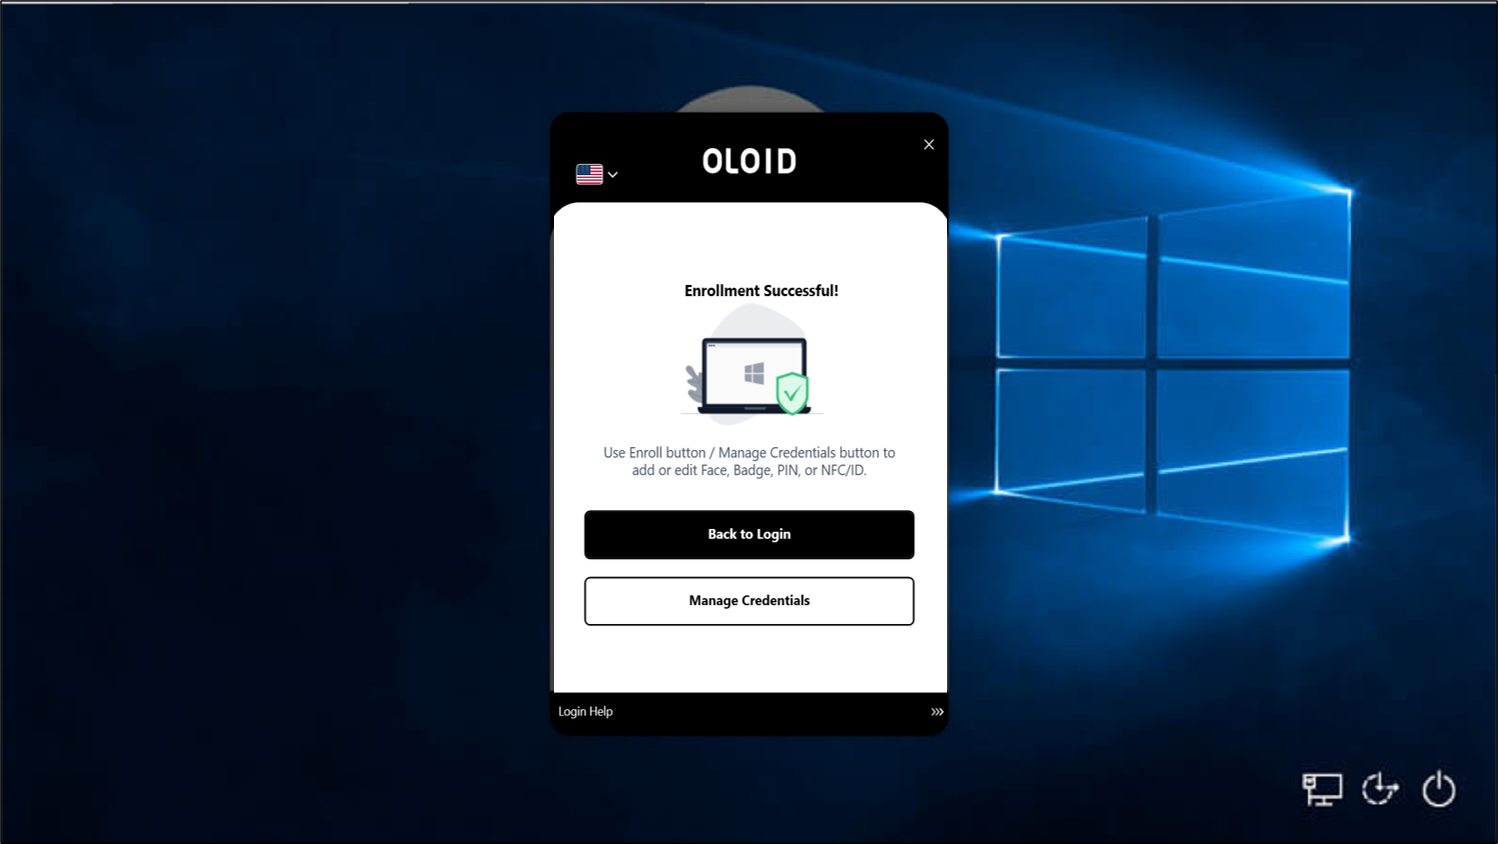 OLOID
Enrollment Successful!
Use Enroll button / Manage Credentials button to
add or edit Face, Badge, PIN, or NFC/ID.
Back to Login
Manage Credentials
Login Help